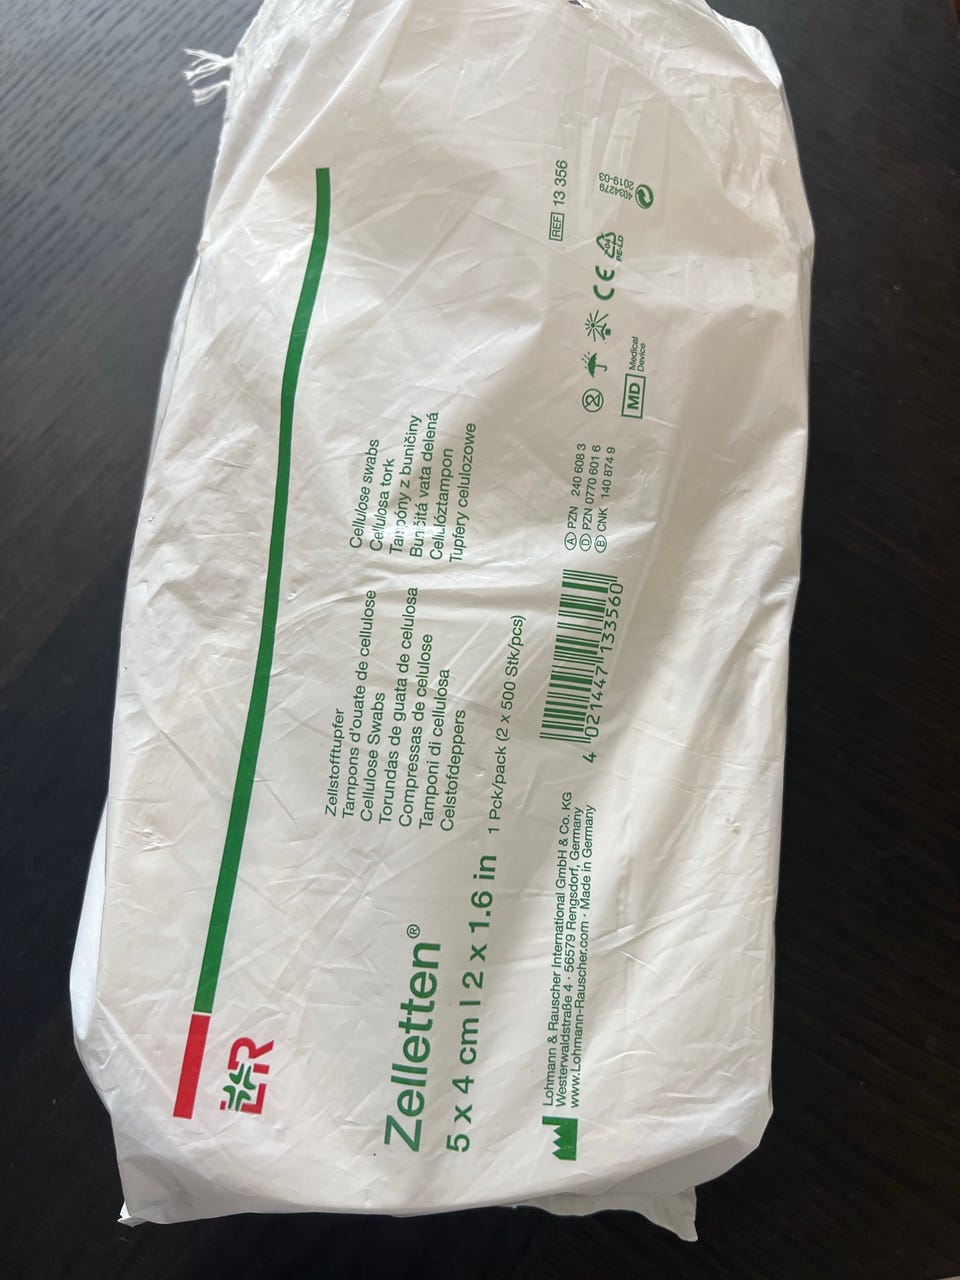 L&R
Zelletten®
5 x 4 cm | 2 x 1.6 in 1 Pck/pack (2 x 500 Stk/pcs)
Zellstofftupfer
Tampons d'ouate de cellulose
Cellulose Swabs
Torundas de guata de celulosa
Compressas de celulose
Tamponi di cellulosa
Celstofdeppers
Cellulose swabs
Cellulosa tork
Tampóny z buničiny
Buničitá vata delená
Cellulóztampon
Tupfery celulozowe
Lohmann & Rauscher International GmbH & Co. KG
Westerwaldstraße 4 · 56579 Rengsdorf, Germany
www.Lohmann-Rauscher.com · Made in Germany
4 021447 133560
A PZN 240 608 3
D PZN 0770 601 6
B CNK 140 874 9
2
MD Medical
Device
CE
04
PE-LD
REF 13 356
4034279
2019-03